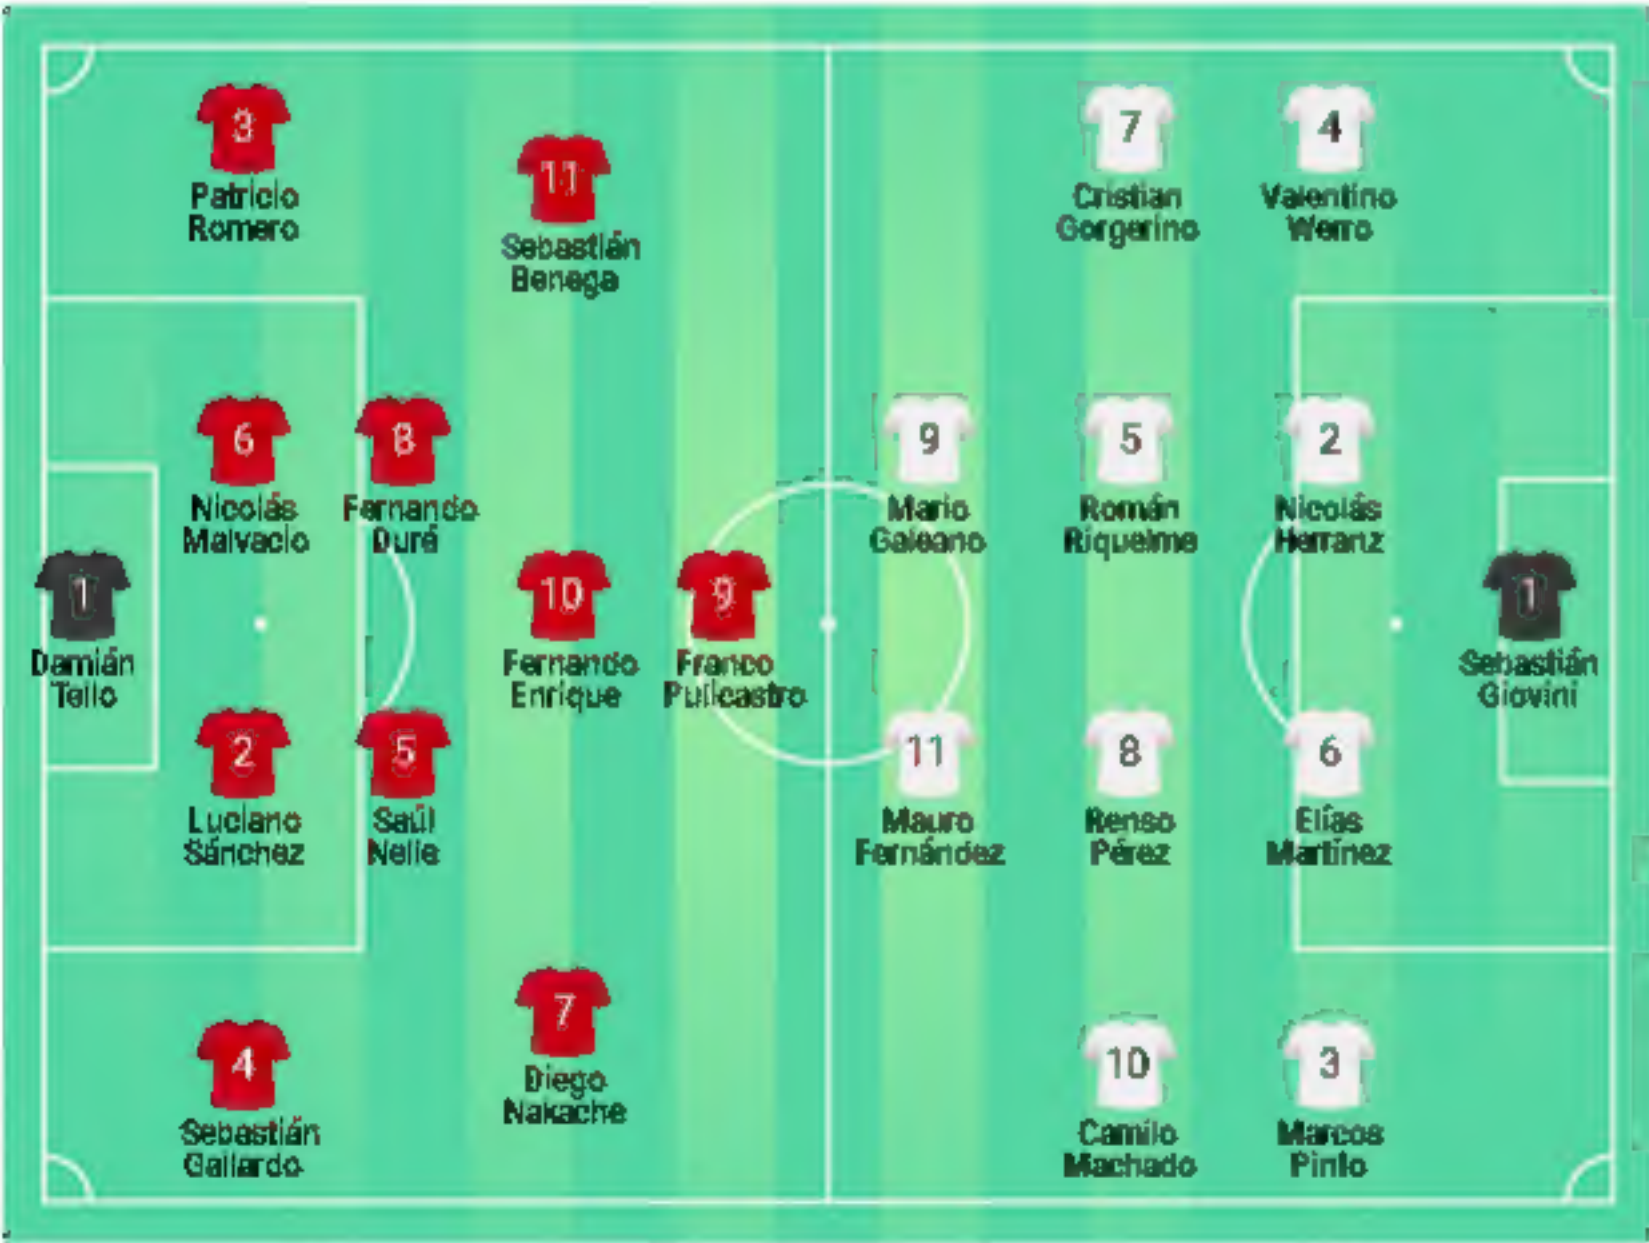 3
Patricio
Romero
11
Sebastián
Benega
7
Cristian
Gorgerino
4
Valentino
Werro
6
Nicolás
Malvacio
8
Fernando
Duré
9
Mario
Galeano
5
Román
Riquelme
2
Nicolás
Herranz
1
Damián
Tello
10
Fernando
Enrique
9
Franco
Pulicastro
1
Sebastián
Giovini
2
Luciano
Sánchez
5
Saúl
Nelle
11
Mauro
Fernández
8
Renso
Pérez
6
Elías
Martínez
4
Sebastián
Gallardo
7
Diego
Nakache
10
Camilo
Machado
3
Marcos
Pinto